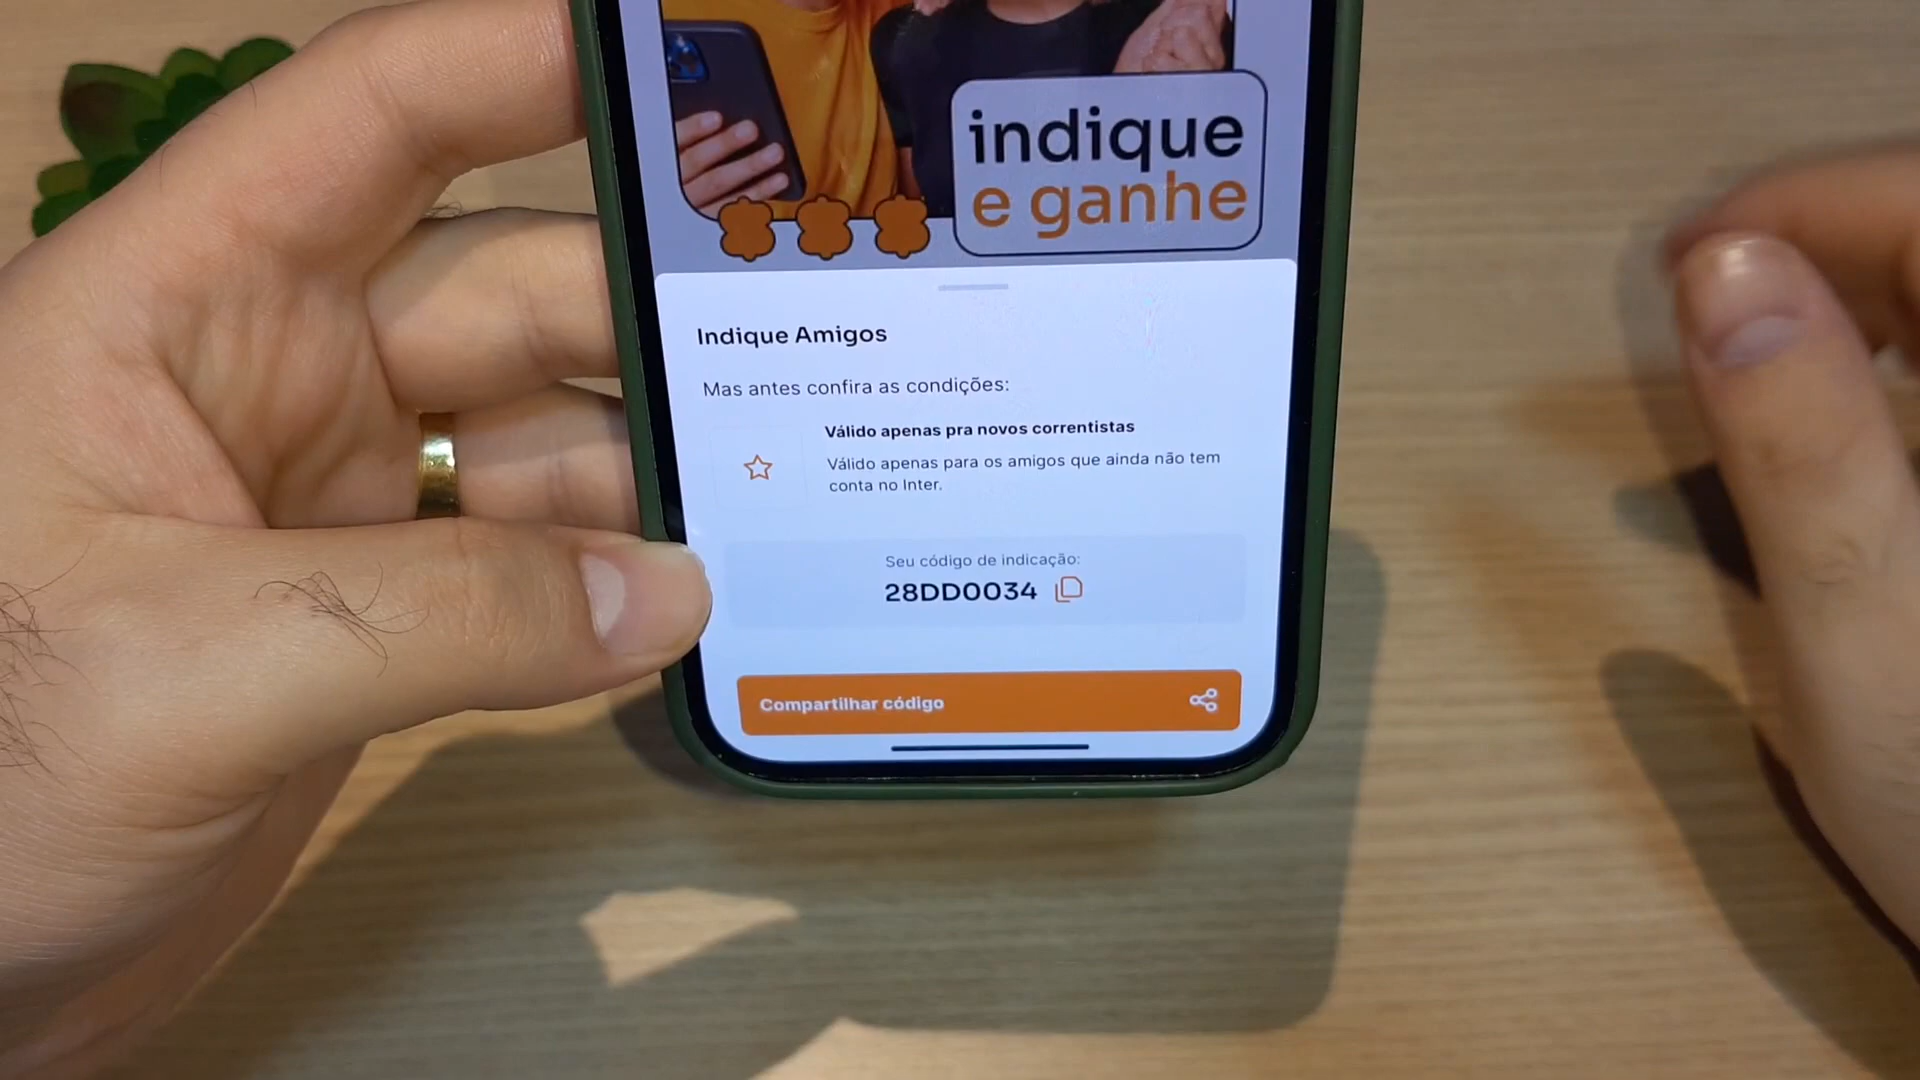 indique
e ganhe
Indique Amigos
Mas antes confira as condições:
Válido apenas pra novos correntistas
Válido apenas para os amigos que ainda não tem
conta no Inter.
Seu código de indicação:
28DD0034
Compartilhar código